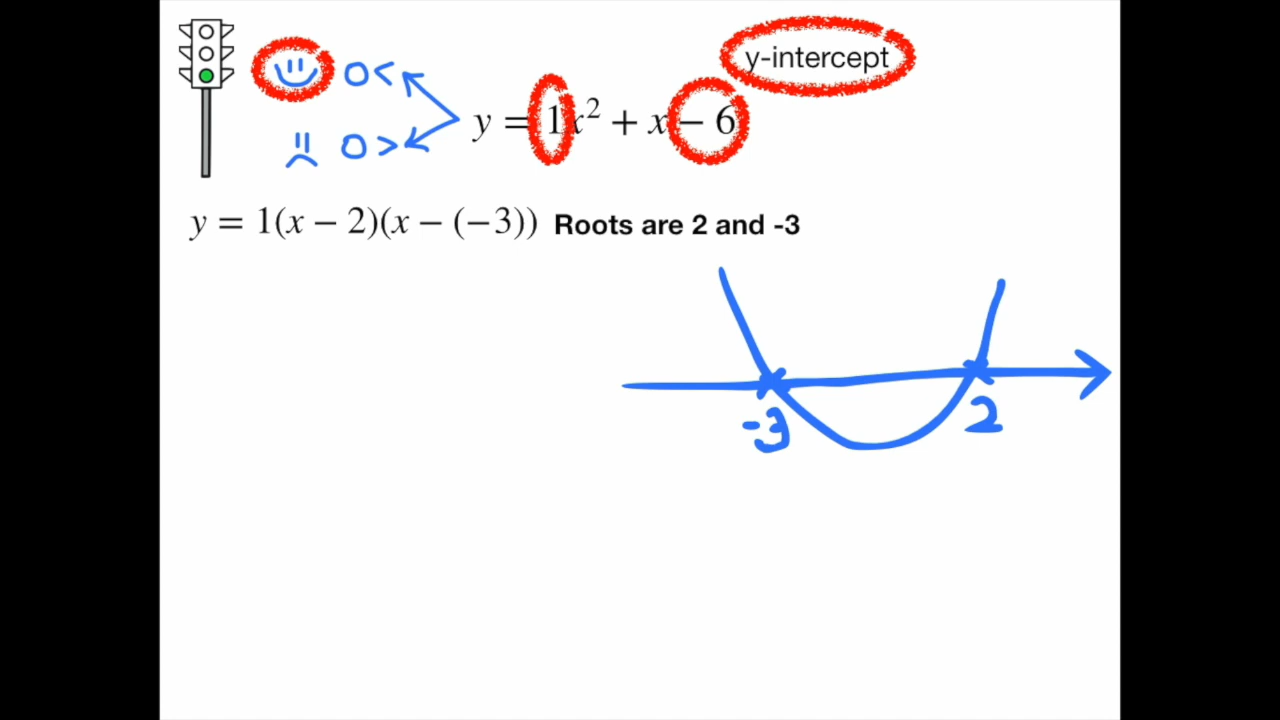 y-intercept
0 <
y = 1x² + x − 6
0 >
y = 1(x − 2)(x − (−3)) Roots are 2 and -3
-3 2